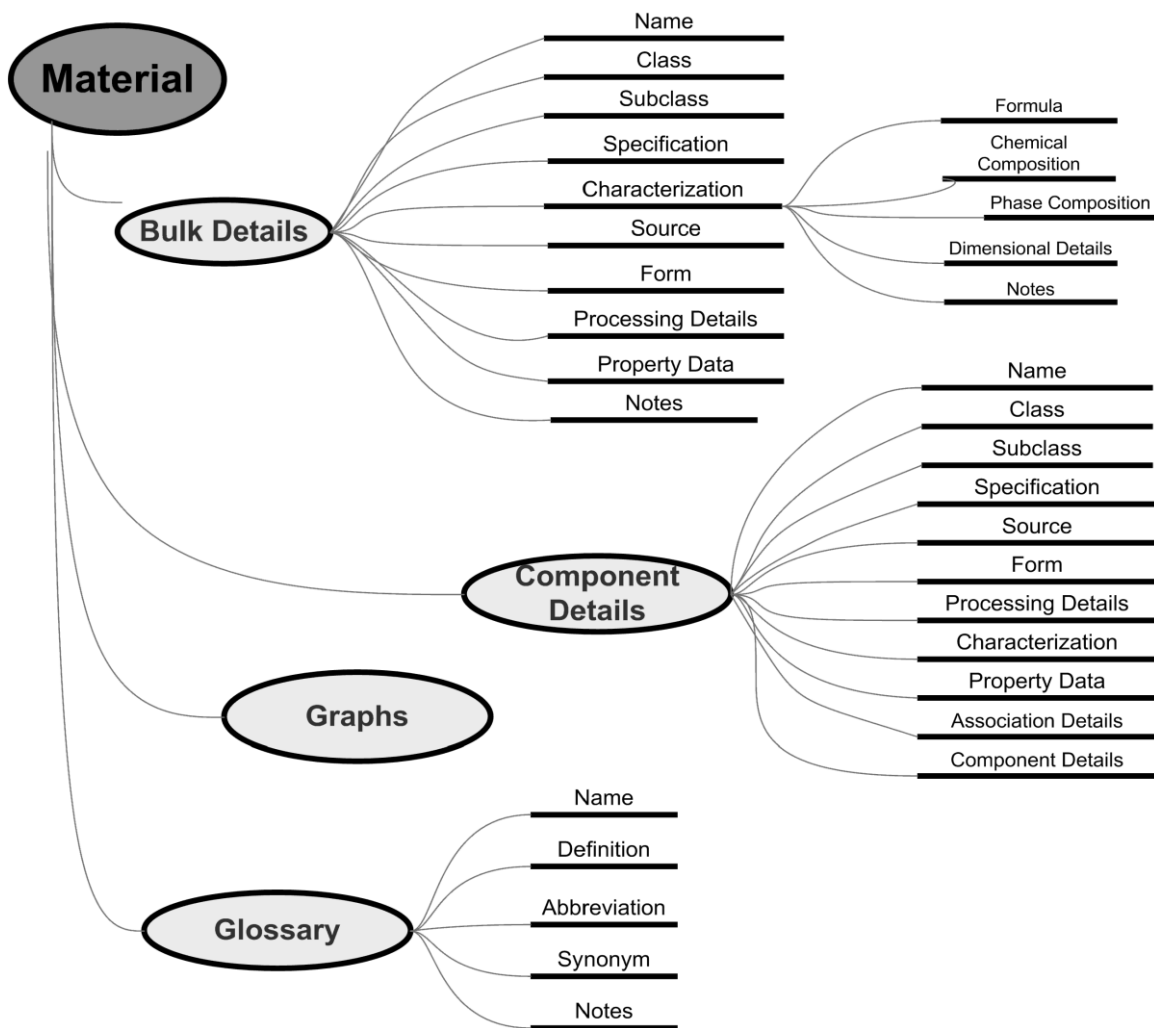 Material
Bulk Details
Name
Class
Subclass
Specification
Characterization
Source
Form
Processing Details
Property Data
Notes
Formula
Chemical
Composition
Phase Composition
Dimensional Details
Notes
Component
Details
Name
Class
Subclass
Specification
Source
Form
Processing Details
Characterization
Property Data
Association Details
Component Details
Graphs
Glossary
Name
Definition
Abbreviation
Synonym
Notes